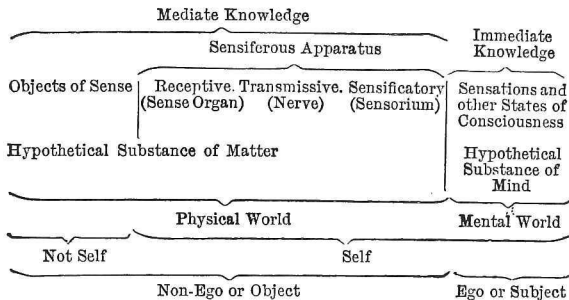 Mediate Knowledge
Immediate
Knowledge
Sensiferous Apparatus
Objects of Sense
Receptive. Transmissive. Sensificatory
(Sense Organ) (Nerve) (Sensorium)
Sensations and
other States of
Consciousness
Hypothetical Substance of Matter
Hypothetical
Substance of
Mind
Physical World
Mental World
Not Self
Self
Non-Ego or Object
Ego or Subject